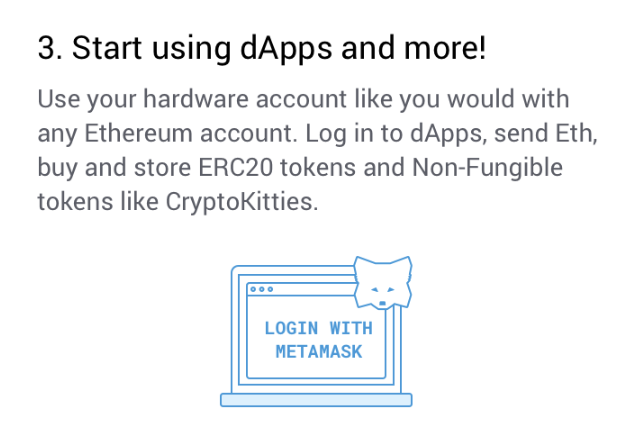 3. Start using dApps and more!
Use your hardware account like you would with
any Ethereum account. Log in to dApps, send Eth,
buy and store ERC20 tokens and Non-Fungible
tokens like CryptoKitties.
LOGIN WITH
METAMASK